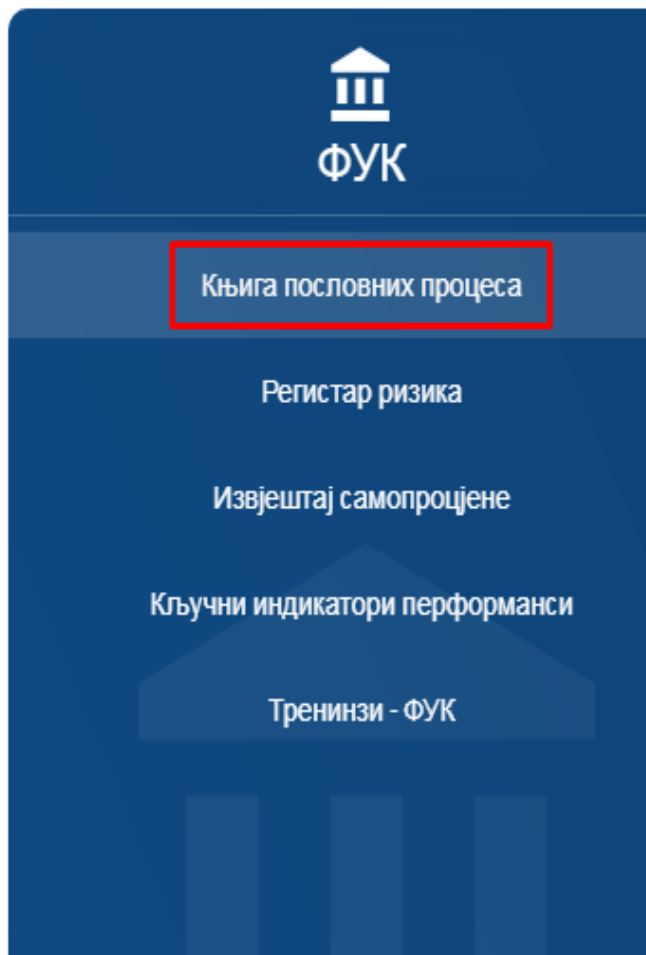 ФУК
Књига пословних процеса
Регистар ризика
Извјештај самопроцјене
Кључни индикатори перформанси
Тренинзи - ФУК